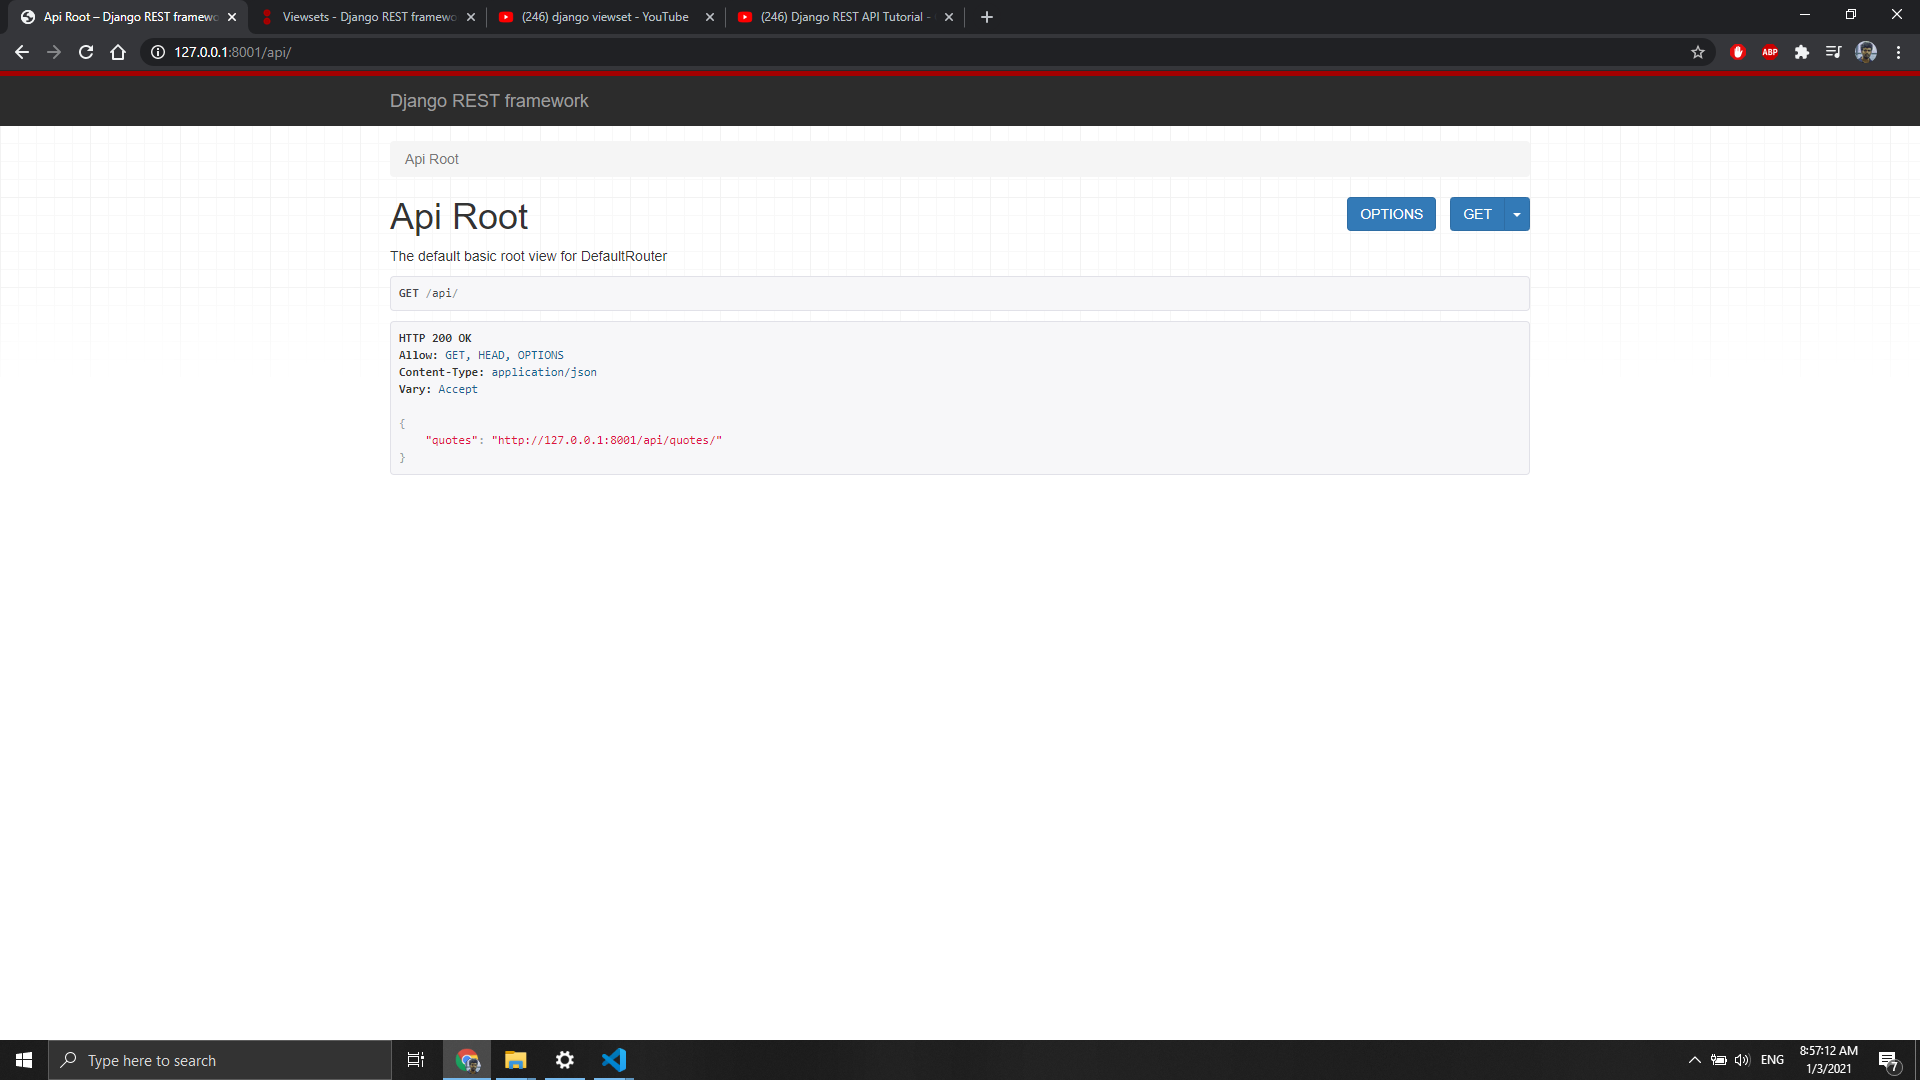 Api Root – Django REST framewo
Viewsets - Django REST framewo
(246) django viewset - YouTube
(246) Django REST API Tutorial -
127.0.0.1:8001/api/
ABP
Django REST framework
Api Root
Api Root
OPTIONS
GET
The default basic root view for DefaultRouter
GET /api/
HTTP 200 OK
Allow: GET, HEAD, OPTIONS
Content-Type: application/json
Vary: Accept
{
"quotes": "http://127.0.0.1:8001/api/quotes/"
}
Type here to search
ENG
8:57:12 AM
1/3/2021
7